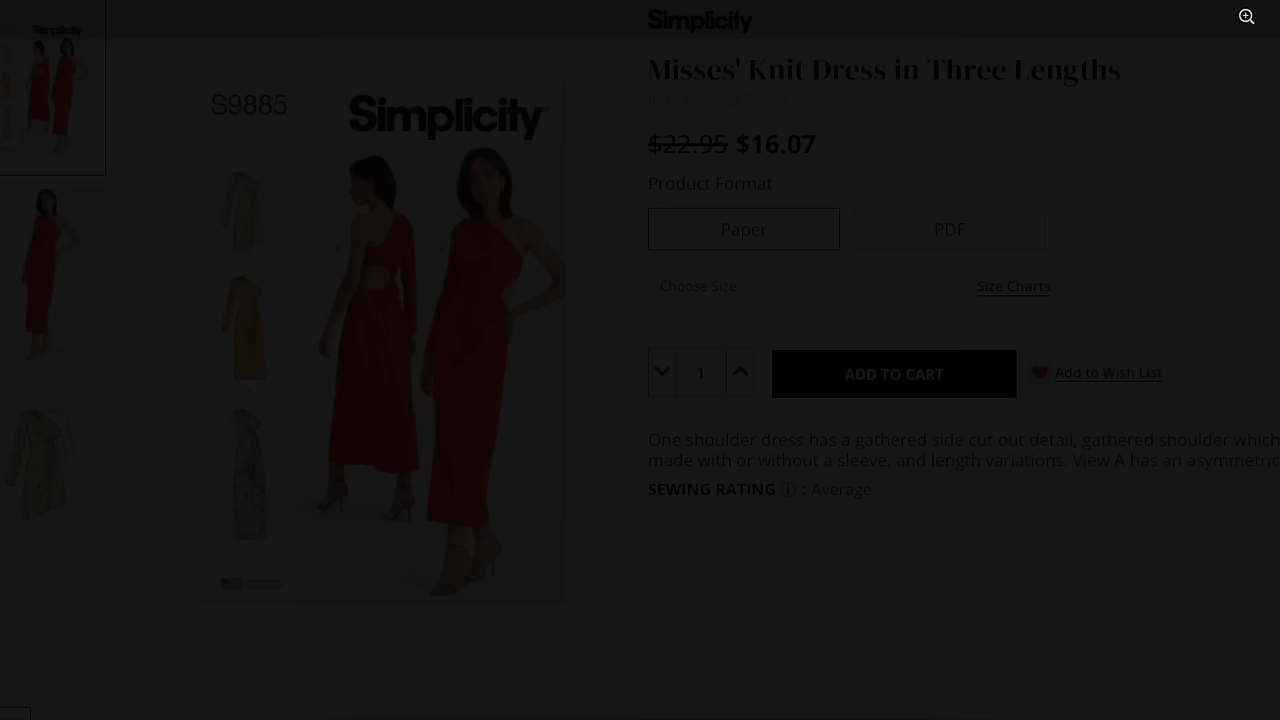 Simplicity
Simplicity
Misses' Knit Dress in Three Lengths
S9885
Simplicity
$22.95 $16.07
Product Format
Paper
PDF
Choose Size.
Size Charts
1
ADD TO CART
Add to Wish List
One shoulder dress has a gathered side cut out detail, gathered shoulder which
made with or without a sleeve, and length variations. View A has an asymmetric
SEWING RATING ⓘ : Average